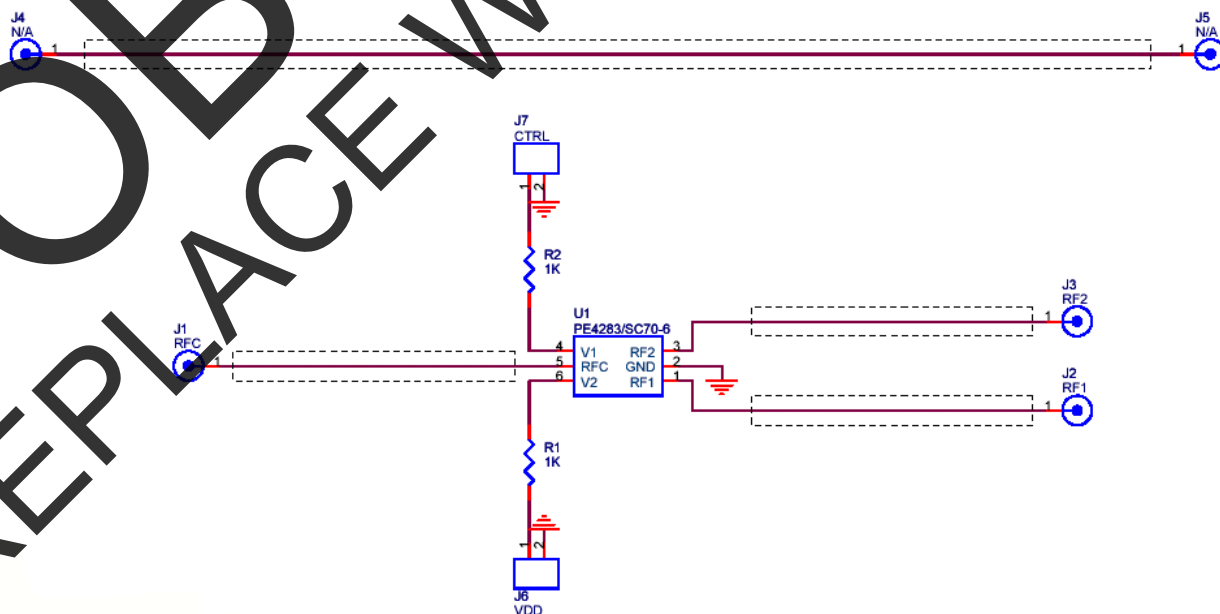 J4
N/A
1
J5
N/A
1
OB
REPLACE W
J7
CTRL
1
2
R2
1K
J1
RFC
1
U1
PE4283/SC70-6
4
V1
RF2
3
5
RFC
GND
2
6
V2
RF1
1
J3
RF2
1
J2
RF1
1
R1
1K
1
2
J6
VDD